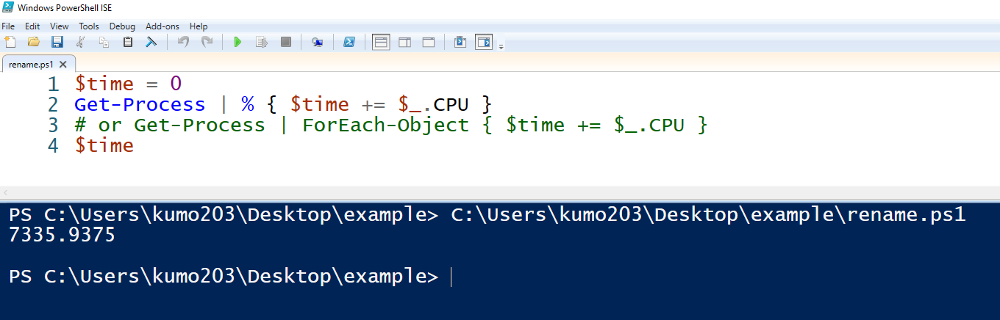 Windows PowerShell ISE
File Edit View Tools Debug Add-ons Help
rename.ps1
1 $time = 0
2 Get-Process | % { $time += $_.CPU }
3 # or Get-Process | ForEach-Object { $time += $_.CPU }
4 $time
PS C:\Users\kumo203\Desktop\example> C:\Users\kumo203\Desktop\example\rename.ps1
7335.9375
PS C:\Users\kumo203\Desktop\example>